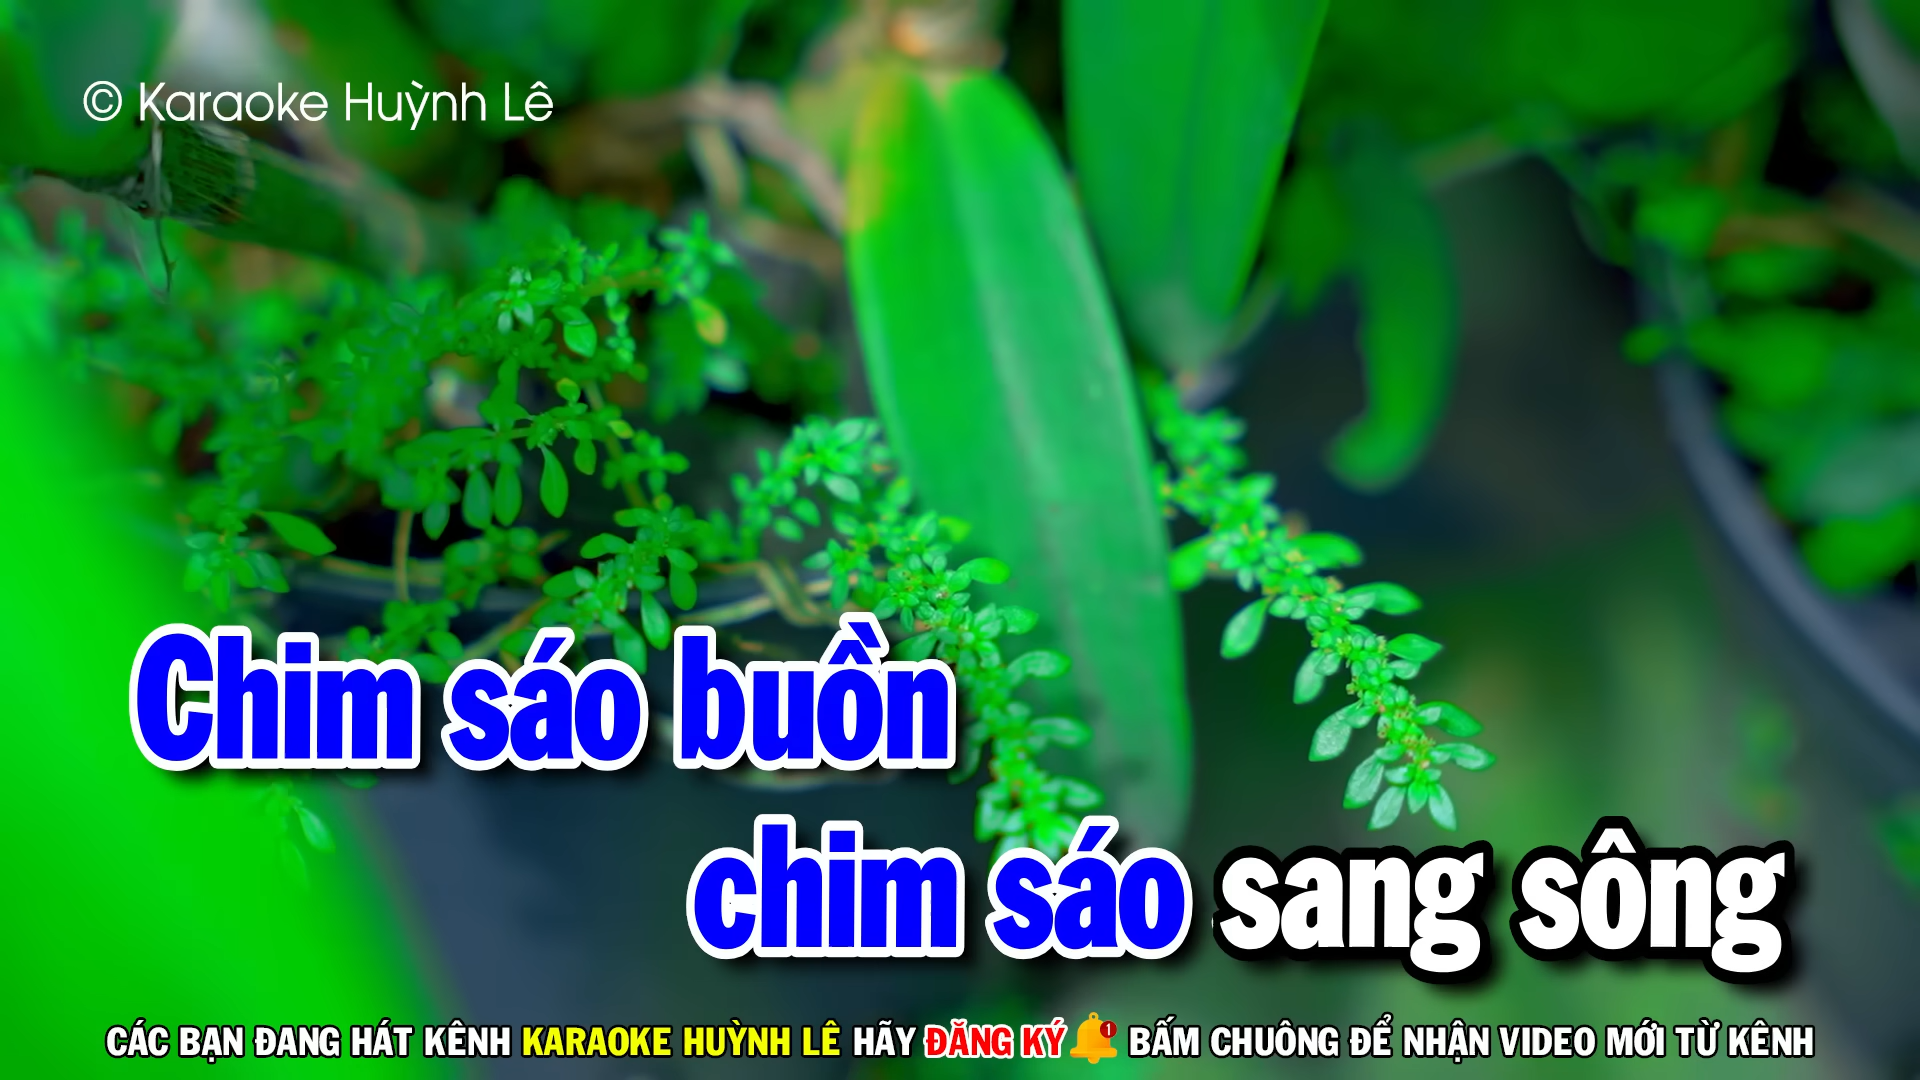 © Karaoke Huỳnh Lê
Chim sáo buồn
chim sáo sang sông
CÁC BẠN ĐANG HÁT KÊNH KARAOKE HUỲNH LÊ HÃY ĐĂNG KÝ 1 BẤM CHUÔNG ĐỂ NHẬN VIDEO MỚI TỪ KÊNH